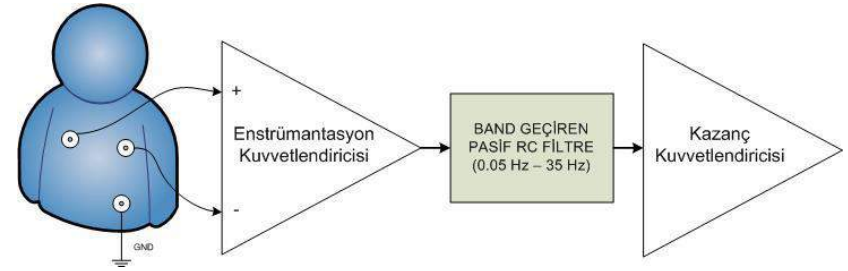 +
Enstrümantasyon
Kuvvetlendiricisi
-
GND
BAND GEÇİREN
PASİF RC FİLTRE
(0.05 Hz – 35 Hz)
Kazanç
Kuvvetlendiricisi